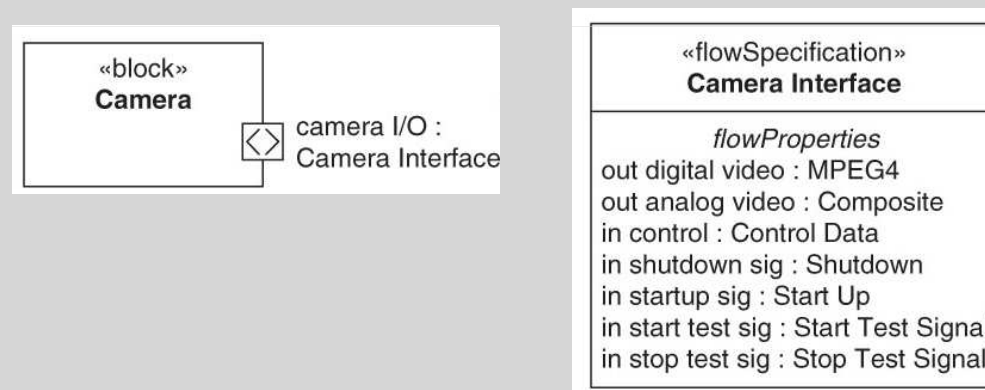 «block»
Camera
camera I/O :
Camera Interface
«flowSpecification»
Camera Interface
flowProperties
out digital video : MPEG4
out analog video : Composite
in control : Control Data
in shutdown sig : Shutdown
in startup sig : Start Up
in start test sig : Start Test Signal
in stop test sig : Stop Test Signal